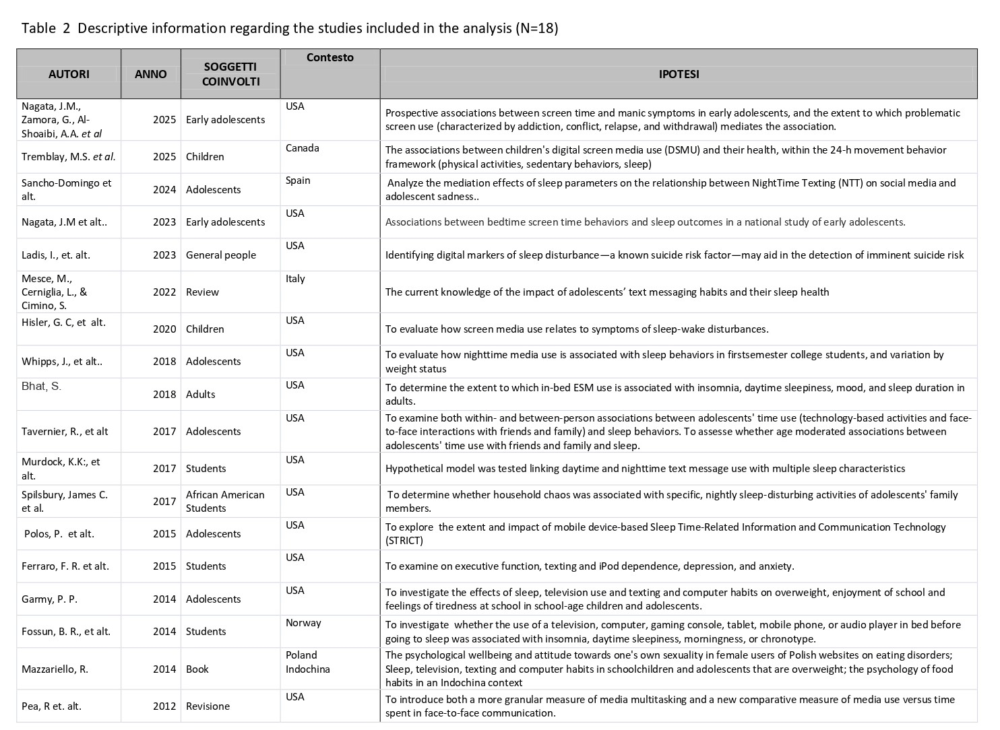 Table 2 Descriptive information regarding the studies included in the analysis (N=18)
AUTORI ANNO SOGGETTI COINVOLTI Contesto IPOTESI
Nagata, J.M.,
Zamora, G., Al-
Shoaibi, A.A. et al
2025
Early adolescents
USA
Prospective associations between screen time and manic symptoms in early adolescents, and the extent to which problematic
screen use (characterized by addiction, conflict, relapse, and withdrawal) mediates the association.
Tremblay, M.S. et al.
2025
Children
Canada
The associations between children's digital screen media use (DSMU) and their health, within the 24-h movement behavior
framework (physical activities, sedentary behaviors, sleep)
Sancho-Domingo et
alt.
2024
Adolescents
Spain
Analyze the mediation effects of sleep parameters on the relationship between NightTime Texting (NTT) on social media and
adolescent sadness..
Nagata, J.M et alt..
2023
Early adolescents
USA
Associations between bedtime screen time behaviors and sleep outcomes in a national study of early adolescents.
Ladis, I., et. alt.
2023
General people
USA
Identifying digital markers of sleep disturbance—a known suicide risk factor—may aid in the detection of imminent suicide risk
Mesce, M.,
Cerniglia, L., &
Cimino, S.
2022
Review
Italy
The current knowledge of the impact of adolescents’ text messaging habits and their sleep health
Hisler, G. C, et alt.
2020
Children
USA
To evaluate how screen media use relates to symptoms of sleep-wake disturbances.
Whipps, J., et alt..
2018
Adolescents
USA
To evaluate how nighttime media use is associated with sleep behaviors in firstsemester college students, and variation by
weight status
Bhat, S.
2018
Adults
USA
To determine the extent to which in-bed ESM use is associated with insomnia, daytime sleepiness, mood, and sleep duration in
adults.
Tavernier, R., et alt
2017
Adolescents
USA
To examine both within- and between-person associations between adolescents' time use (technology-based activities and face-
to-face interactions with friends and family) and sleep behaviors. To assess whether age moderated associations between
adolescents' time use with friends and family and sleep.
Murdock, K.K:, et
alt.
2017
Students
USA
Hypothetical model was tested linking daytime and nighttime text message use with multiple sleep characteristics
Spilsbury, James C.
et al.
2017
African American
Students
USA
To determine whether household chaos was associated with specific, nightly sleep-disturbing activities of adolescents' family
members.
Polos, P. et alt.
2015
Adolescents
USA
To explore the extent and impact of mobile device-based Sleep Time-Related Information and Communication Technology
(STRICT)
Ferraro, F. R. et alt.
2015
Students
USA
To examine on executive function, texting and iPod dependence, depression, and anxiety.
Garmy, P. P.
2014
Adolescents
USA
To investigate the effects of sleep, television use and texting and computer habits on overweight, enjoyment of school and
feelings of tiredness at school in school-age children and adolescents.
Fossun, B. R., et alt.
2014
Students
Norway
To investigate whether the use of a television, computer, gaming console, tablet, mobile phone, or audio player in bed before
going to sleep was associated with insomnia, daytime sleepiness, morningness, or chronotype.
Mazzariello, R.
2014
Book
Poland
Indochina
The psychological wellbeing and attitude towards one's own sexuality in female users of Polish websites on eating disorders;
Sleep, television, texting and computer habits in schoolchildren and adolescents that are overweight; the psychology of food
habits in an Indochina context
Pea, R et. alt.
2012
Revisione
USA
To introduce both a more granular measure of media multitasking and a new comparative measure of media use versus time
spent in face-to-face communication.